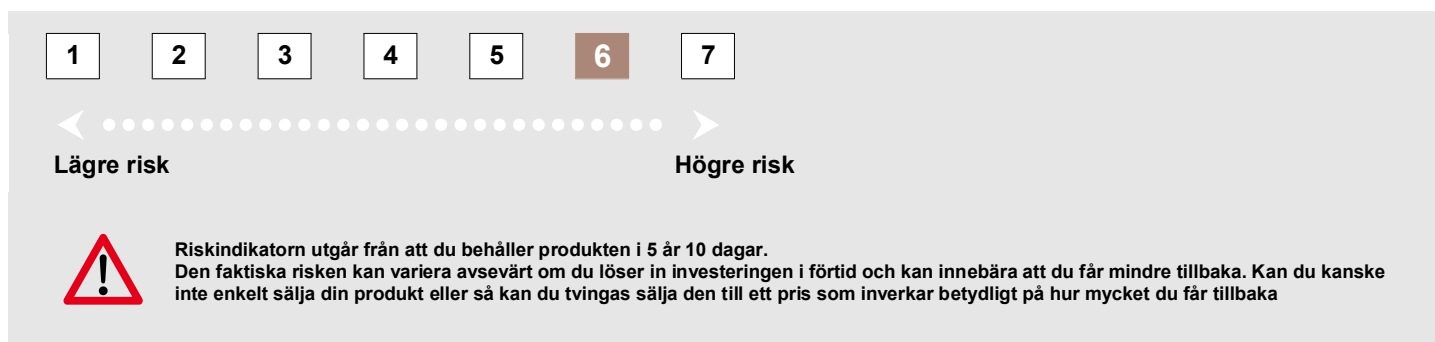 1 2 3 4 5 6 7
Lägre risk Högre risk
Riskindikatorn utgår från att du behåller produkten i 5 år 10 dagar.
Den faktiska risken kan variera avsevärt om du löser in investeringen i förtid och kan innebära att du får mindre tillbaka. Kan du kanske
inte enkelt sälja din produkt eller så kan du tvingas sälja den till ett pris som inverkar betydligt på hur mycket du får tillbaka